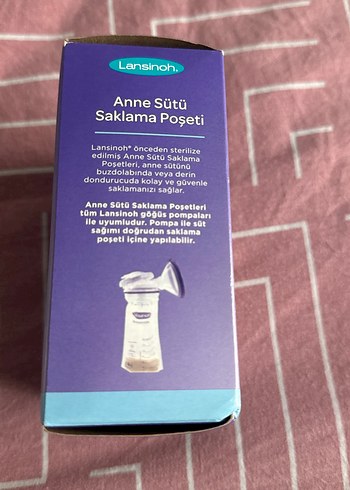 Lansinoh®
Anne Sütü
Saklama Poşeti
Lansinoh® önceden sterilize
edilmiş Anne Sütü Saklama
Poşetleri, anne sütünü
buzdolabında veya derin
dondurucuda kolay ve güvenle
saklamanızı sağlar.
Anne Sütü Saklama Poşetleri
tüm Lansinoh göğüs pompaları
ile uyumludur. Pompa ile süt
sağımı doğrudan saklama
poşeti içine yapılabilir.
Lansinoh